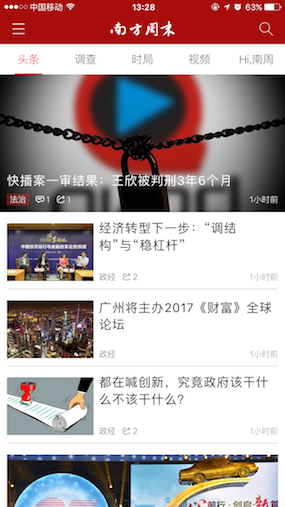 中国移动 13:28
南方周末
头条 调查 时局 视频 Hi,南周
快播案一审结果：王欣被判刑3年6个月
法治 1 1 1小时前
经济转型下一步：“调结
构”与“稳杠杆”
政经 2 1小时前
广州将主办2017《财富》全球
论坛
政经 1小时前
都在喊创新，究竟政府该干什
么不该干什么？
政经 2 1小时前